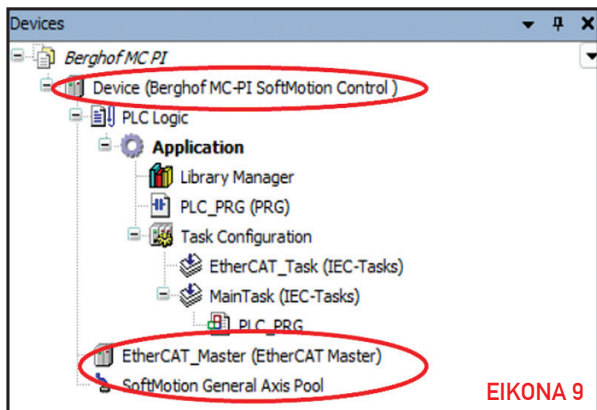 Devices
Berghof MC PI
Device (Berghof MC-PI SoftMotion Control )
PLC Logic
Application
Library Manager
PLC_PRG (PRG)
Task Configuration
EtherCAT_Task (IEC-Tasks)
MainTask (IEC-Tasks)
PLC_PRG
EtherCAT_Master (EtherCAT Master)
SoftMotion General Axis Pool
ΕΙΚΟΝΑ 9